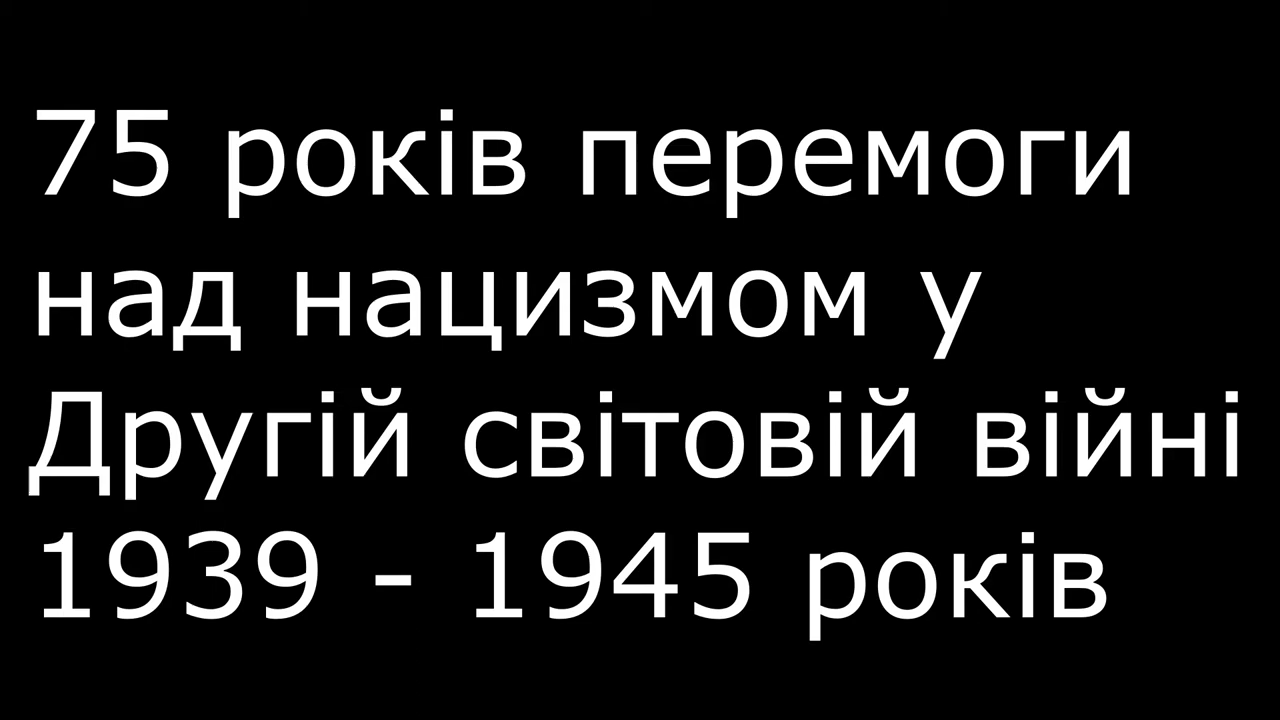 75 років перемоги
над нацизмом у
Другій світовій війні
1939 - 1945 років